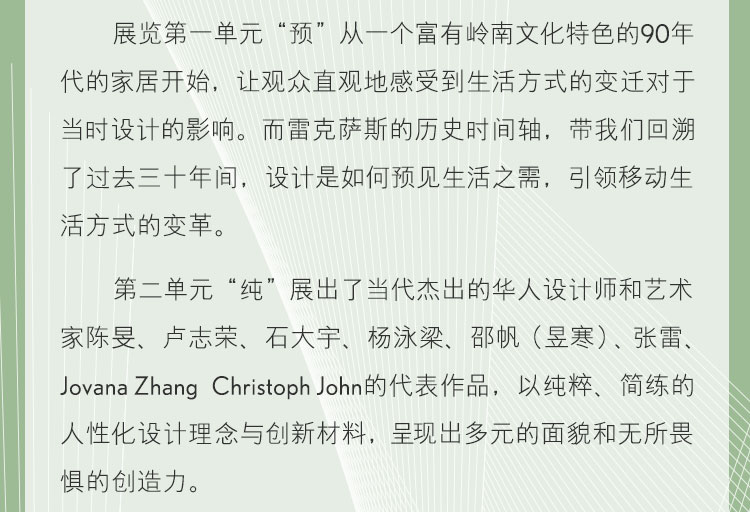 展览第一单元“预”从一个富有岭南文化特色的90年
代的家居开始，让观众直观地感受到生活方式的变迁对于
当时设计的影响。而雷克萨斯的历史时间轴，带我们回溯
了过去三十年间，设计是如何预见生活之需，引领移动生
活方式的变革。
第二单元“纯”展出了当代杰出的华人设计师和艺术
家陈旻、卢志荣、石大宇、杨泳梁、邵帆（昱寒）、张雷、
Jovana Zhang Christoph John的代表作品，以纯粹、简练的
人性化设计理念与创新材料，呈现出多元的面貌和无所畏
惧的创造力。